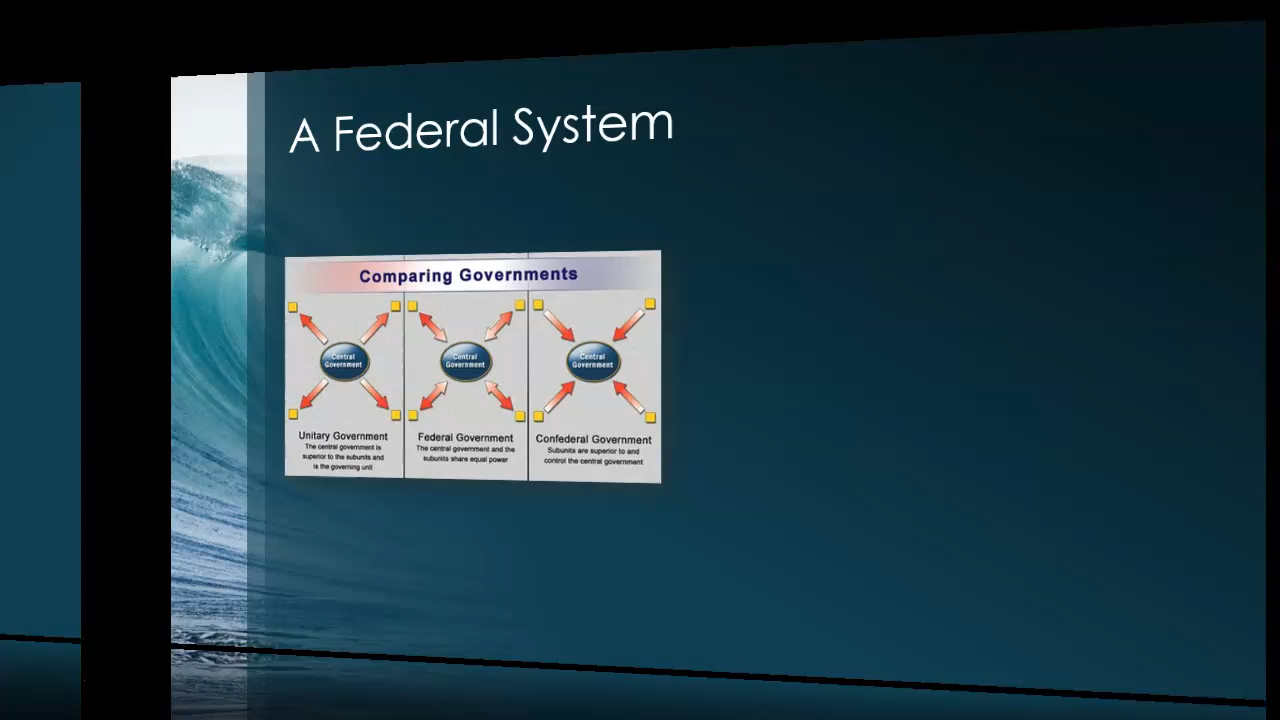 A Federal System
Comparing Governments
Central
Government
Central
Government
Central
Government
Unitary Government
The central government is
superior to the subunits and
is the governing unit
Federal Government
The central government and the
subunits share equal power
Confederal Government
Subunits are superior to and
control the central government